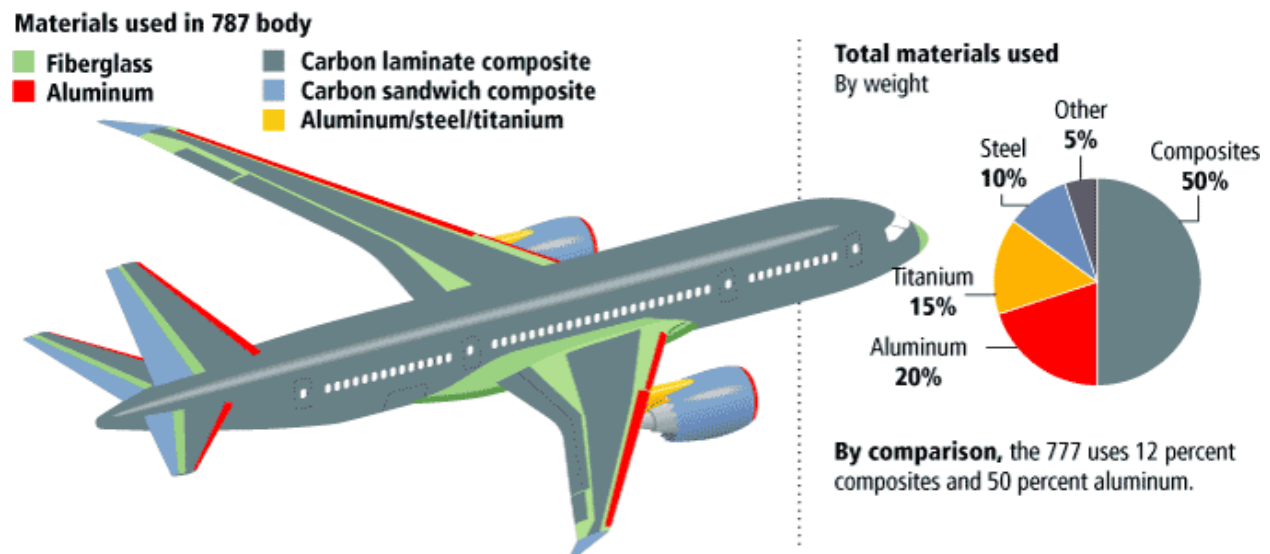 Materials used in 787 body
Fiberglass
Aluminum
Carbon laminate composite
Carbon sandwich composite
Aluminum/steel/titanium
Total materials used
By weight
Other
5%
Steel
10%
Composites
50%
Titanium
15%
Aluminum
20%
By comparison, the 777 uses 12 percent
composites and 50 percent aluminum.